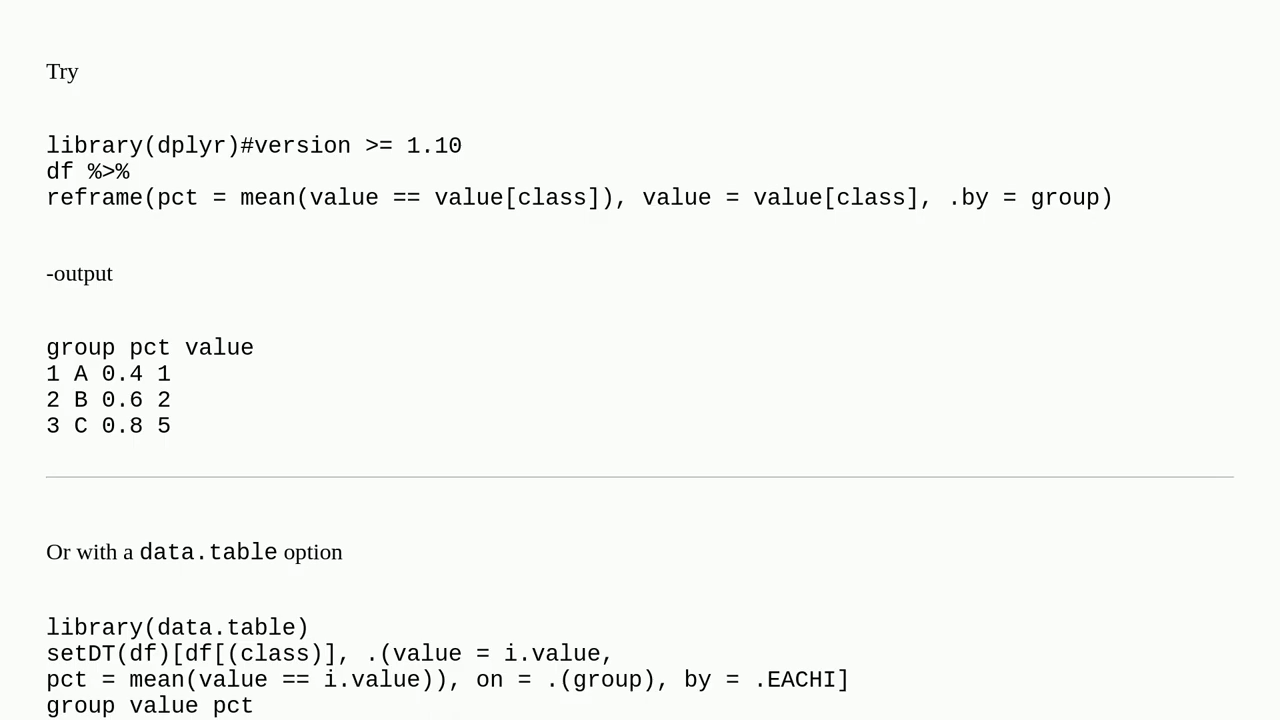 Try
library(dplyr)#version >= 1.10
df %>%
reframe(pct = mean(value == value[class]), value = value[class], .by = group)
-output
group pct value
1 A 0.4 1
2 B 0.6 2
3 C 0.8 5
Or with a data.table option
library(data.table)
setDT(df)[df[(class)], .(value = i.value,
pct = mean(value == i.value)), on = .(group), by = .EACHI]
group value pct